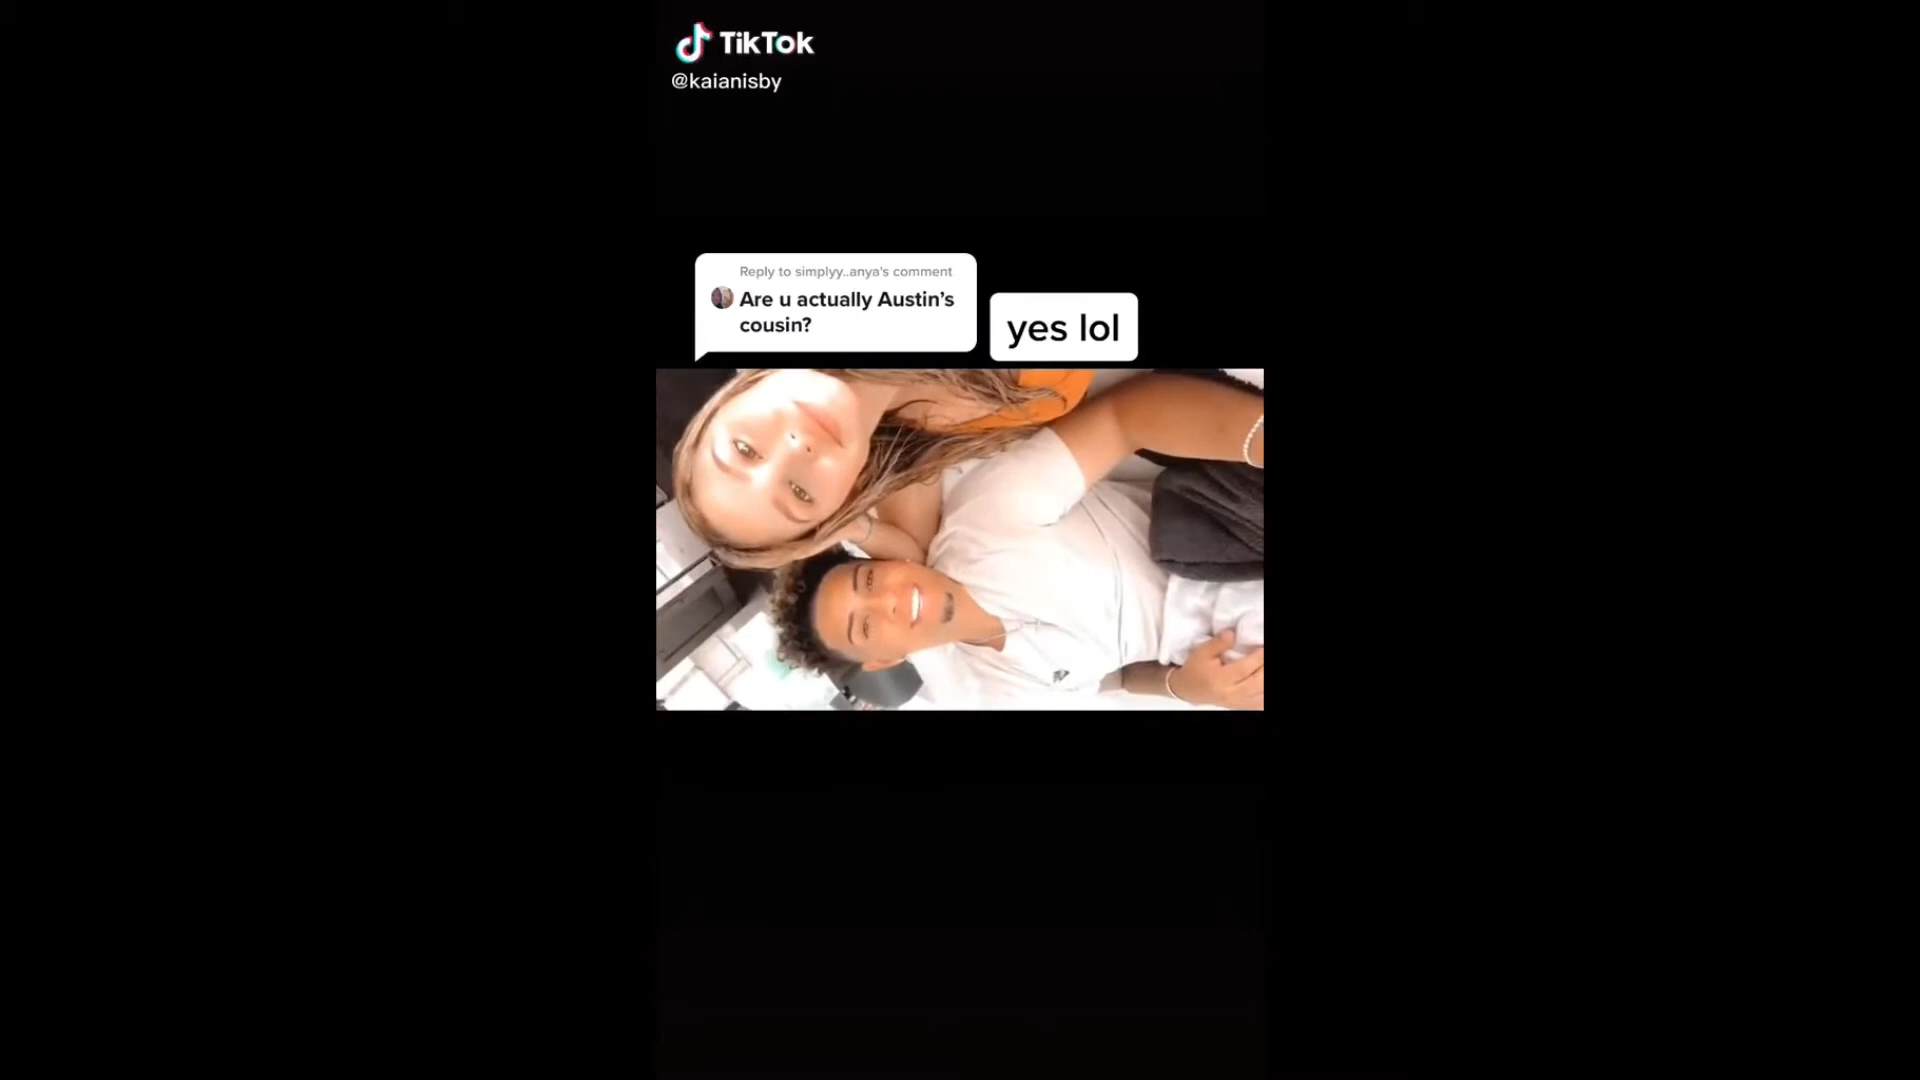 TikTok
@kaianisby
Reply to simplyy..anya's comment
Are u actually Austin’s
cousin?
yes lol